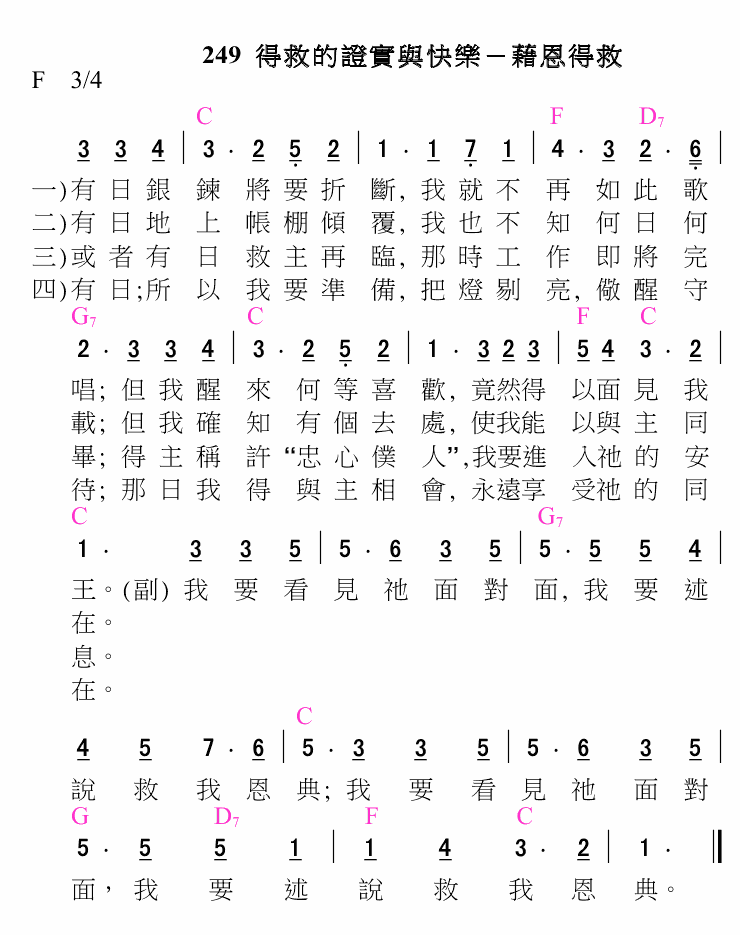 249 得救的證實與快樂－藉恩得救
F 3/4
C F D7
3 3 4 | 3 · 2 5 2 | 1 · 1 7 1 | 4 · 3 2 · 6 |
一)有日銀鍊將要折斷, 我就不再如此歌
二)有日地上帳棚傾覆, 我也不知何日何
三)或者有日救主再臨, 那時工作即將完
四)有日;所以我要準備, 把燈剔亮, 儆醒守
G7 C F C
2 · 3 3 4 | 3 · 2 5 2 | 1 · 3 2 3 | 5 4 3 · 2 |
唱; 但我醒來何等喜歡, 竟然得以面見我
載; 但我確知有個去處, 使我能以與主同
畢; 得主稱許“忠心僕人”,我要進入祂的安
待; 那日我得與主相會, 永遠享受祂的同
C G7
1 · 3 3 5 | 5 · 6 3 5 | 5 · 5 5 4 |
王。(副) 我要看見祂面對面, 我要述
在。
息。
在。
C
4 5 7 · 6 | 5 · 3 3 5 | 5 · 6 3 5 |
說救我恩典; 我要看見祂面對
G D7 F C
5 · 5 5 1 | 1 4 3 · 2 | 1 · ‖
面，我要述說救我恩典。